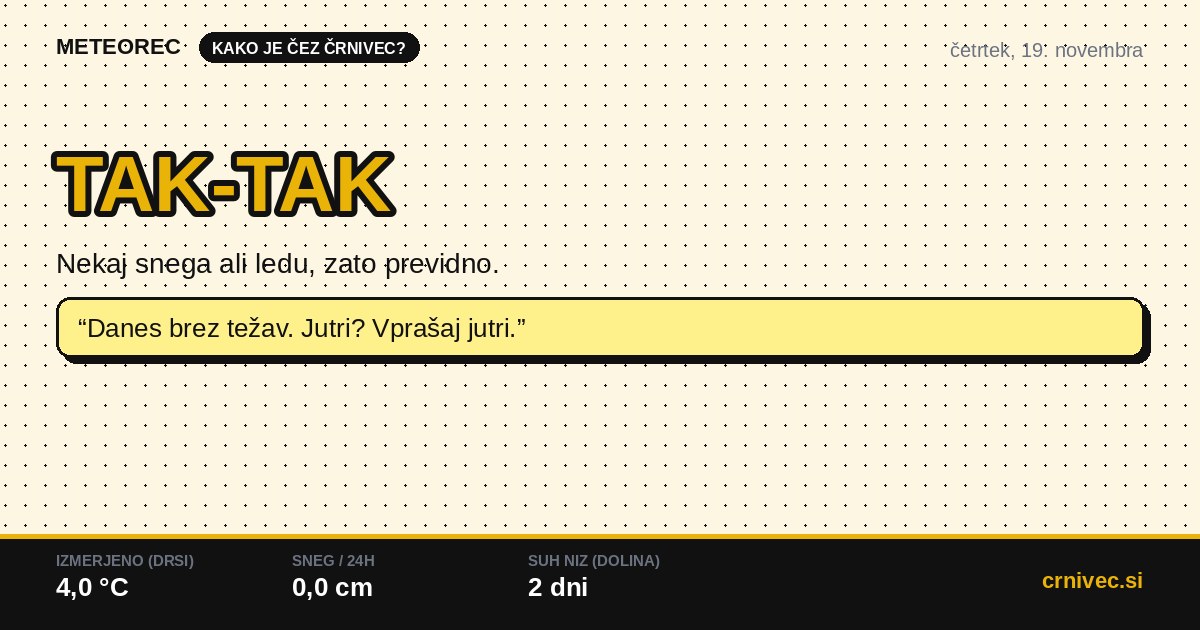 METEOREC
KAKO JE ČEZ ČRNIVEC?
četrtek, 19. novembra
TAK-TAK
Nekaj snega ali ledu, zato previdno.
“Danes brez težav. Jutri? Vprašaj jutri.”
IZMERJENO (DRSI)
4,0 °C
SNEG / 24H
0,0 cm
SUH NIZ (DOLINA)
2 dni
crnivec.si